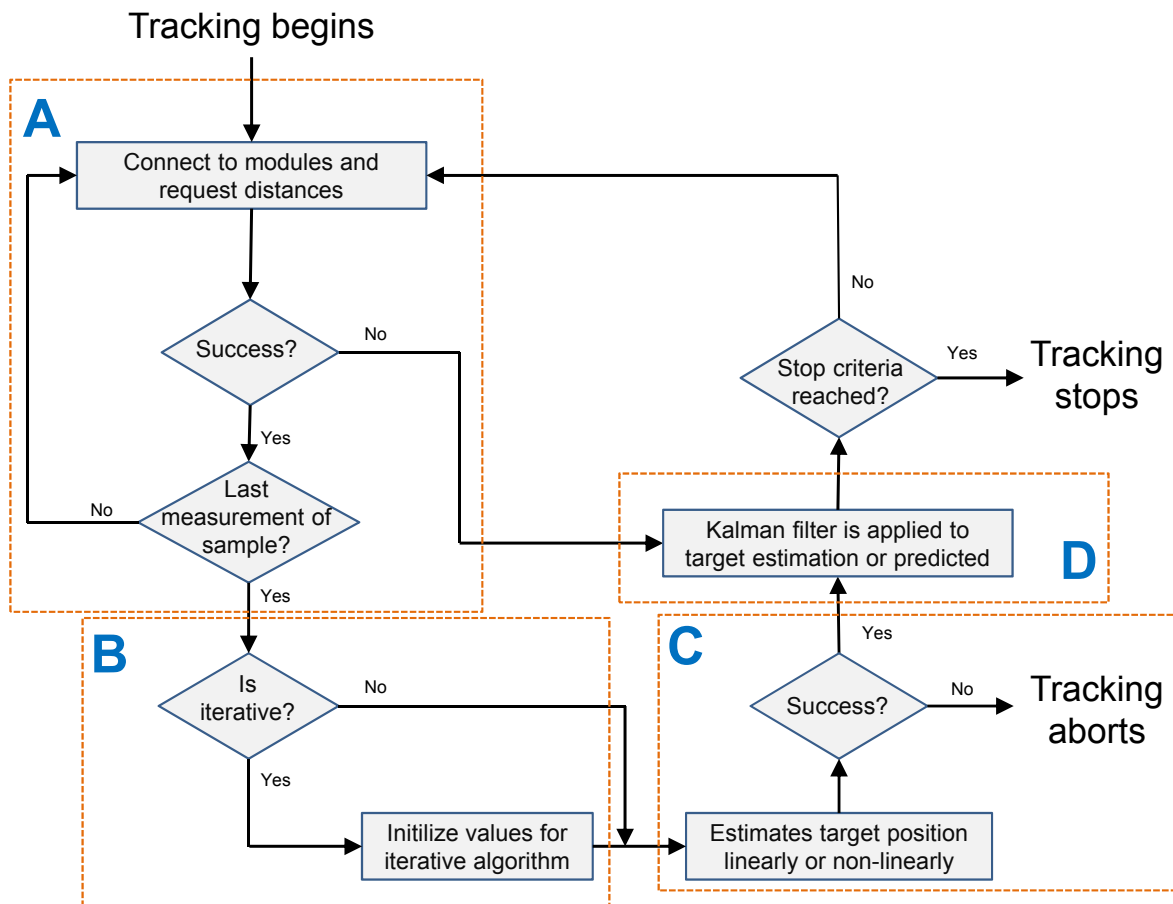 Tracking begins
A
Connect to modules and
request distances
No
Success?
No
Stop criteria
reached?
Yes
Tracking
stops
Yes
Last
measurement of
sample?
No
Kalman filter is applied to
target estimation or predicted
D
Yes
B
Is
iterative?
No
Yes
C
Yes
Success?
No
Tracking
aborts
Initilize values for
iterative algorithm
Estimates target position
linearly or non-linearly